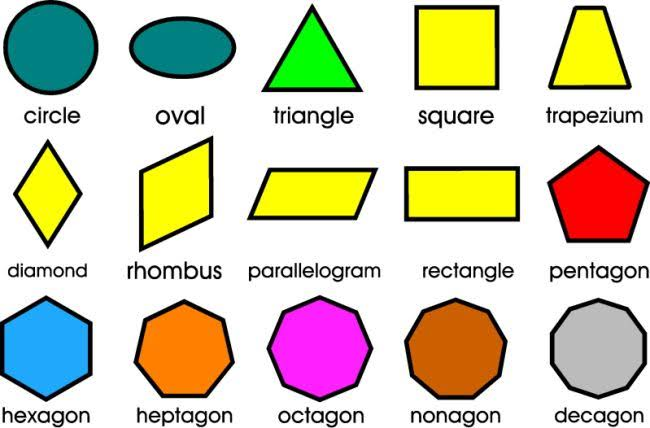 circle oval triangle square trapezium
diamond rhombus parallelogram rectangle pentagon
hexagon heptagon octagon nonagon decagon